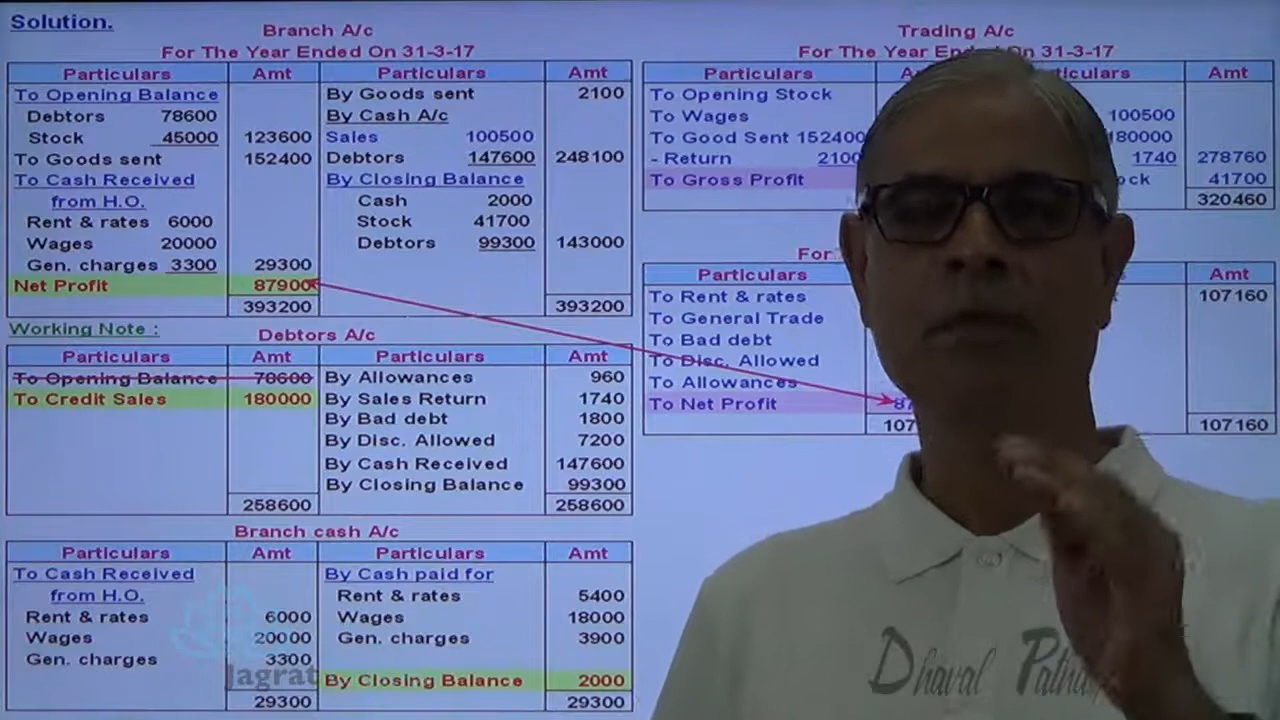 Solution.
Branch A/c
For The Year Ended On 31-3-17
Particulars Amt Particulars Amt
To Opening Balance By Goods sent 2100
Debtors 78600 By Cash A/c
Stock 45000 123600 Sales 100500
To Goods sent 152400 Debtors 147600 248100
To Cash Received By Closing Balance
from H.O. Cash 2000
Rent & rates 6000 Stock 41700
Wages 20000 Debtors 99300 143000
Gen. charges 3300 29300
Net Profit 87900
393200 393200
Working Note :
Debtors A/c
Particulars Amt Particulars Amt
To Opening Balance 78600 By Allowances 960
To Credit Sales 180000 By Sales Return 1740
By Bad debt 1800
By Disc. Allowed 7200
By Cash Received 147600
By Closing Balance 99300
258600 258600
Branch cash A/c
Particulars Amt Particulars Amt
To Cash Received By Cash paid for
from H.O. Rent & rates 5400
Rent & rates 6000 Wages 18000
Wages 20000 Gen. charges 3900
Gen. charges 3300
By Closing Balance 2000
29300 29300
Trading A/c
For The Year Ended On 31-3-17
Particulars Amt
To Opening Stock
To Wages 100500
To Good Sent 152400 180000
- Return 2100 1740 278760
To Gross Profit 41700
320460
For
Particulars Amt
To Rent & rates 107160
To General Trade
To Bad debt
To Disc. Allowed
To Allowances
To Net Profit
107160
Jagrat
Dhaval